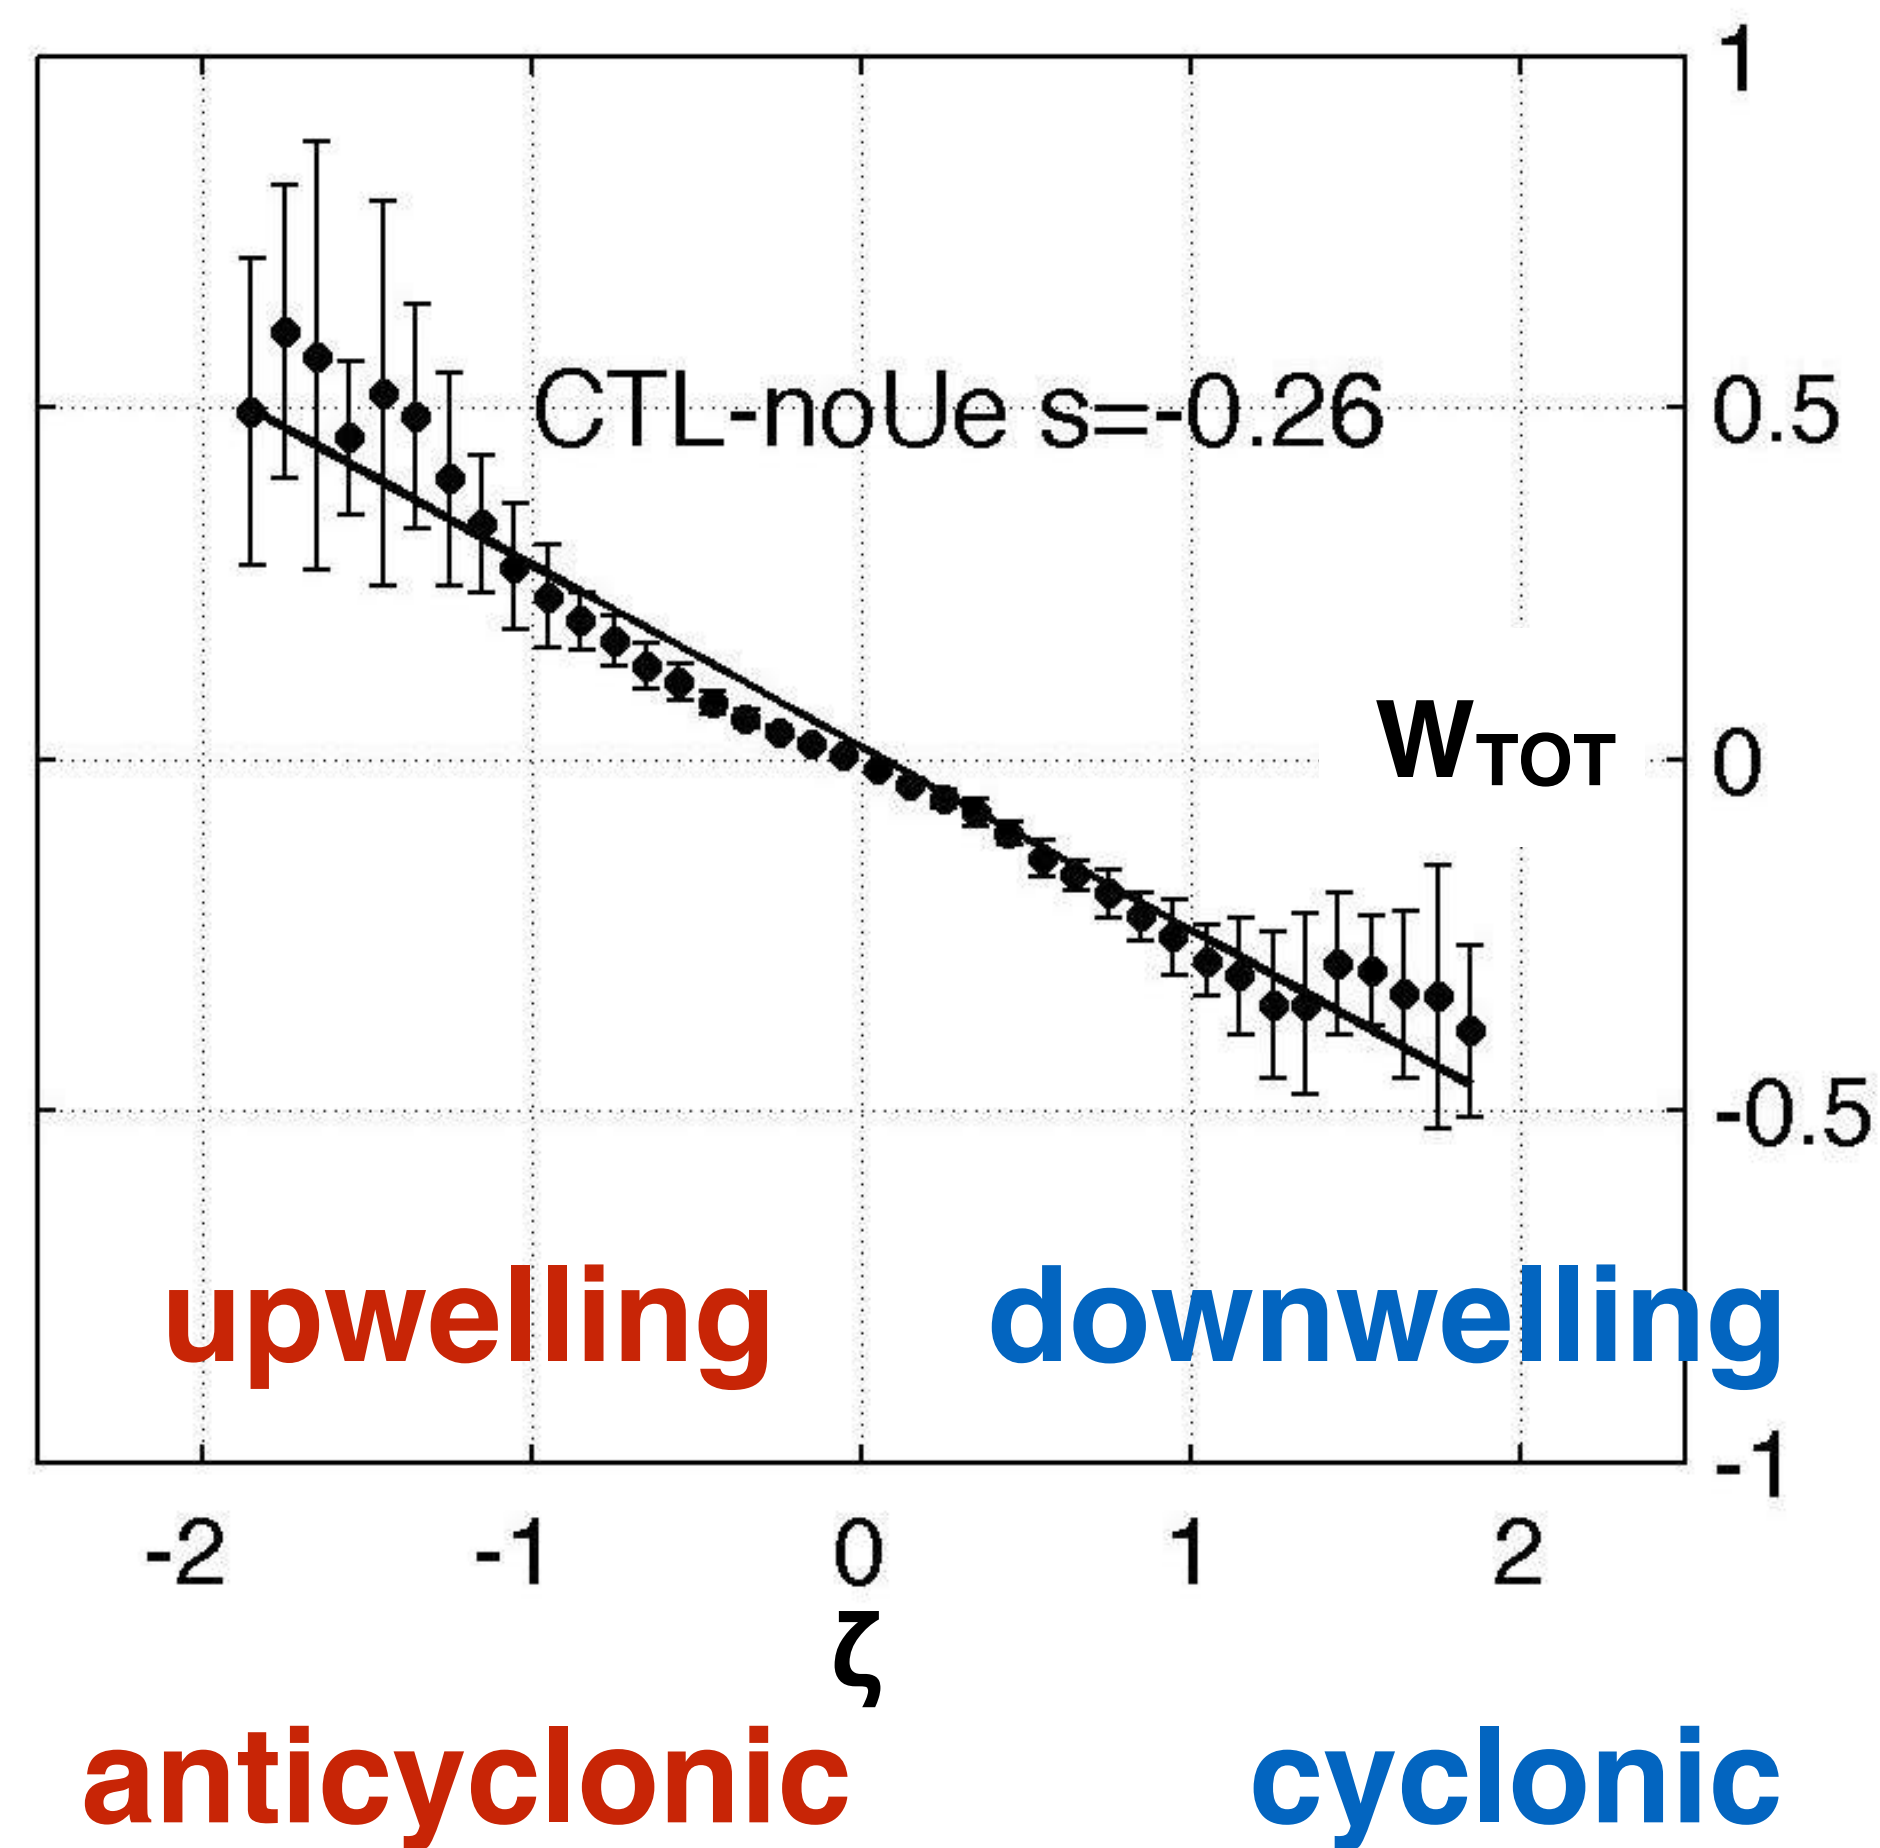 1
CTL-noUe s=-0.26
0.5
W_TOT
0
-0.5
upwelling downwelling
-1
-2 -1 0 1 2
ζ
anticyclonic cyclonic